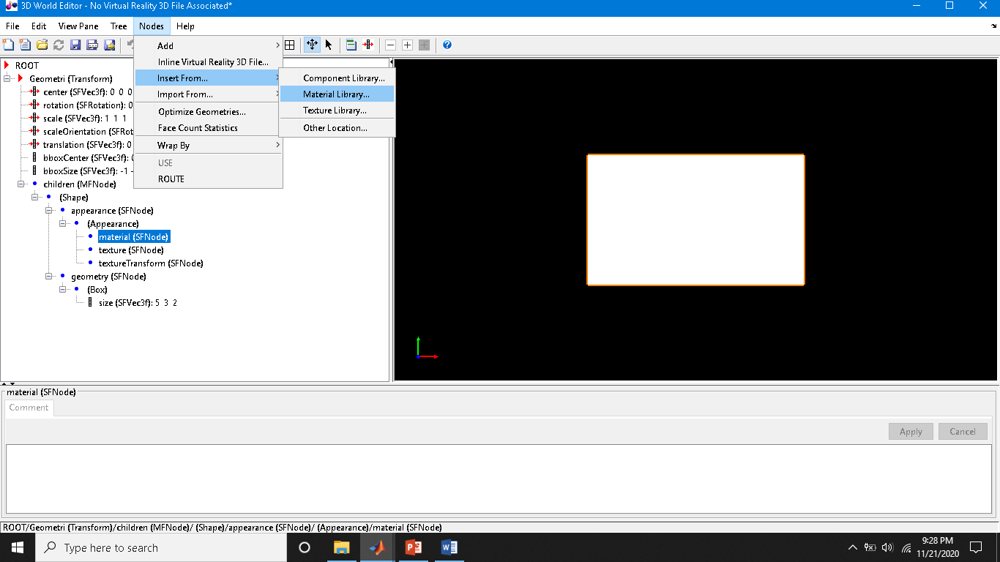 3D World Editor - No Virtual Reality 3D File Associated*
File Edit View Pane Tree Nodes Help
Add
Inline Virtual Reality 3D File...
Insert From...
Import From...
Optimize Geometries...
Face Count Statistics
Wrap By
USE
ROUTE
Component Library...
Material Library...
Texture Library...
Other Location...
ROOT
Geometri (Transform)
center (SFVec3f): 0 0 0
rotation (SFRotation): 0
scale (SFVec3f): 1 1 1
scaleOrientation (SFRot
translation (SFVec3f): 0
bboxCenter (SFVec3f):
bboxSize (SFVec3f): -1 -
children (MFNode)
(Shape)
appearance (SFNode)
(Appearance)
material (SFNode)
texture (SFNode)
textureTransform (SFNode)
geometry (SFNode)
(Box)
size (SFVec3f): 5 3 2
material (SFNode)
Comment
Apply Cancel
ROOT/Geometri (Transform)/children (MFNode)/ (Shape)/appearance (SFNode)/ (Appearance)/material (SFNode)
Type here to search
9:28 PM
11/21/2020